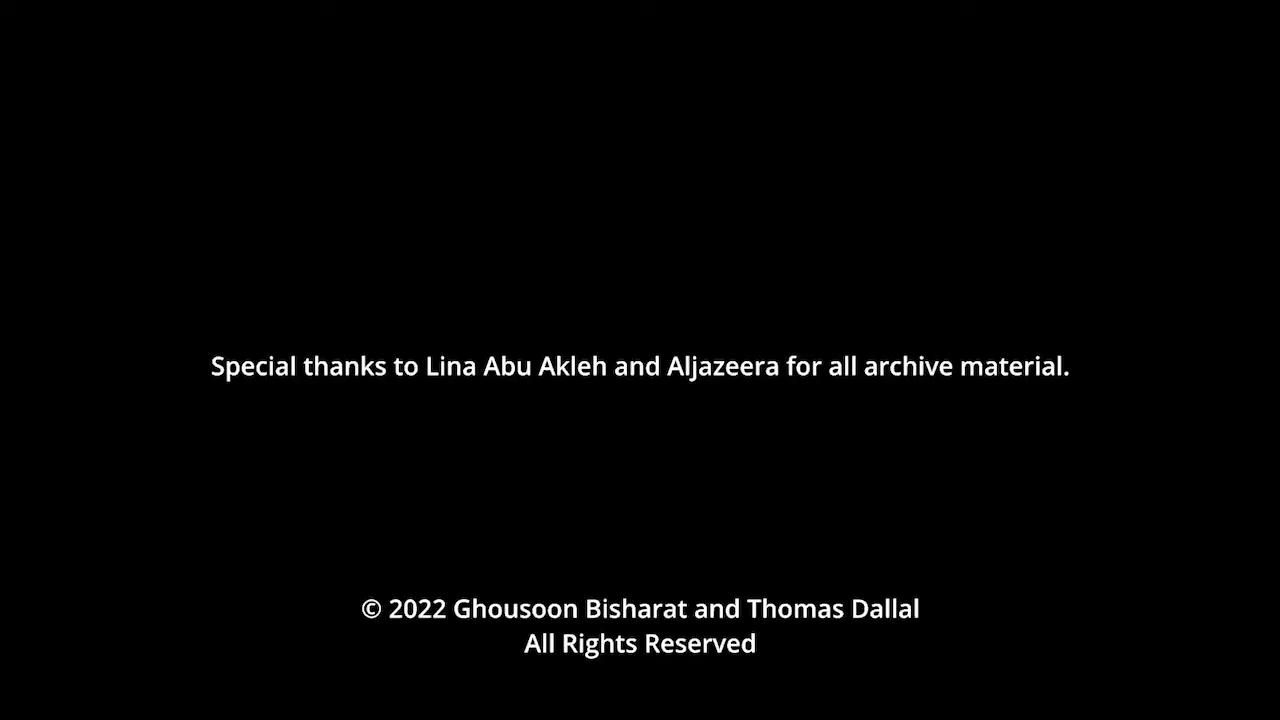 Special thanks to Lina Abu Akleh and Aljazeera for all archive material.
© 2022 Ghousoon Bisharat and Thomas Dallal
All Rights Reserved